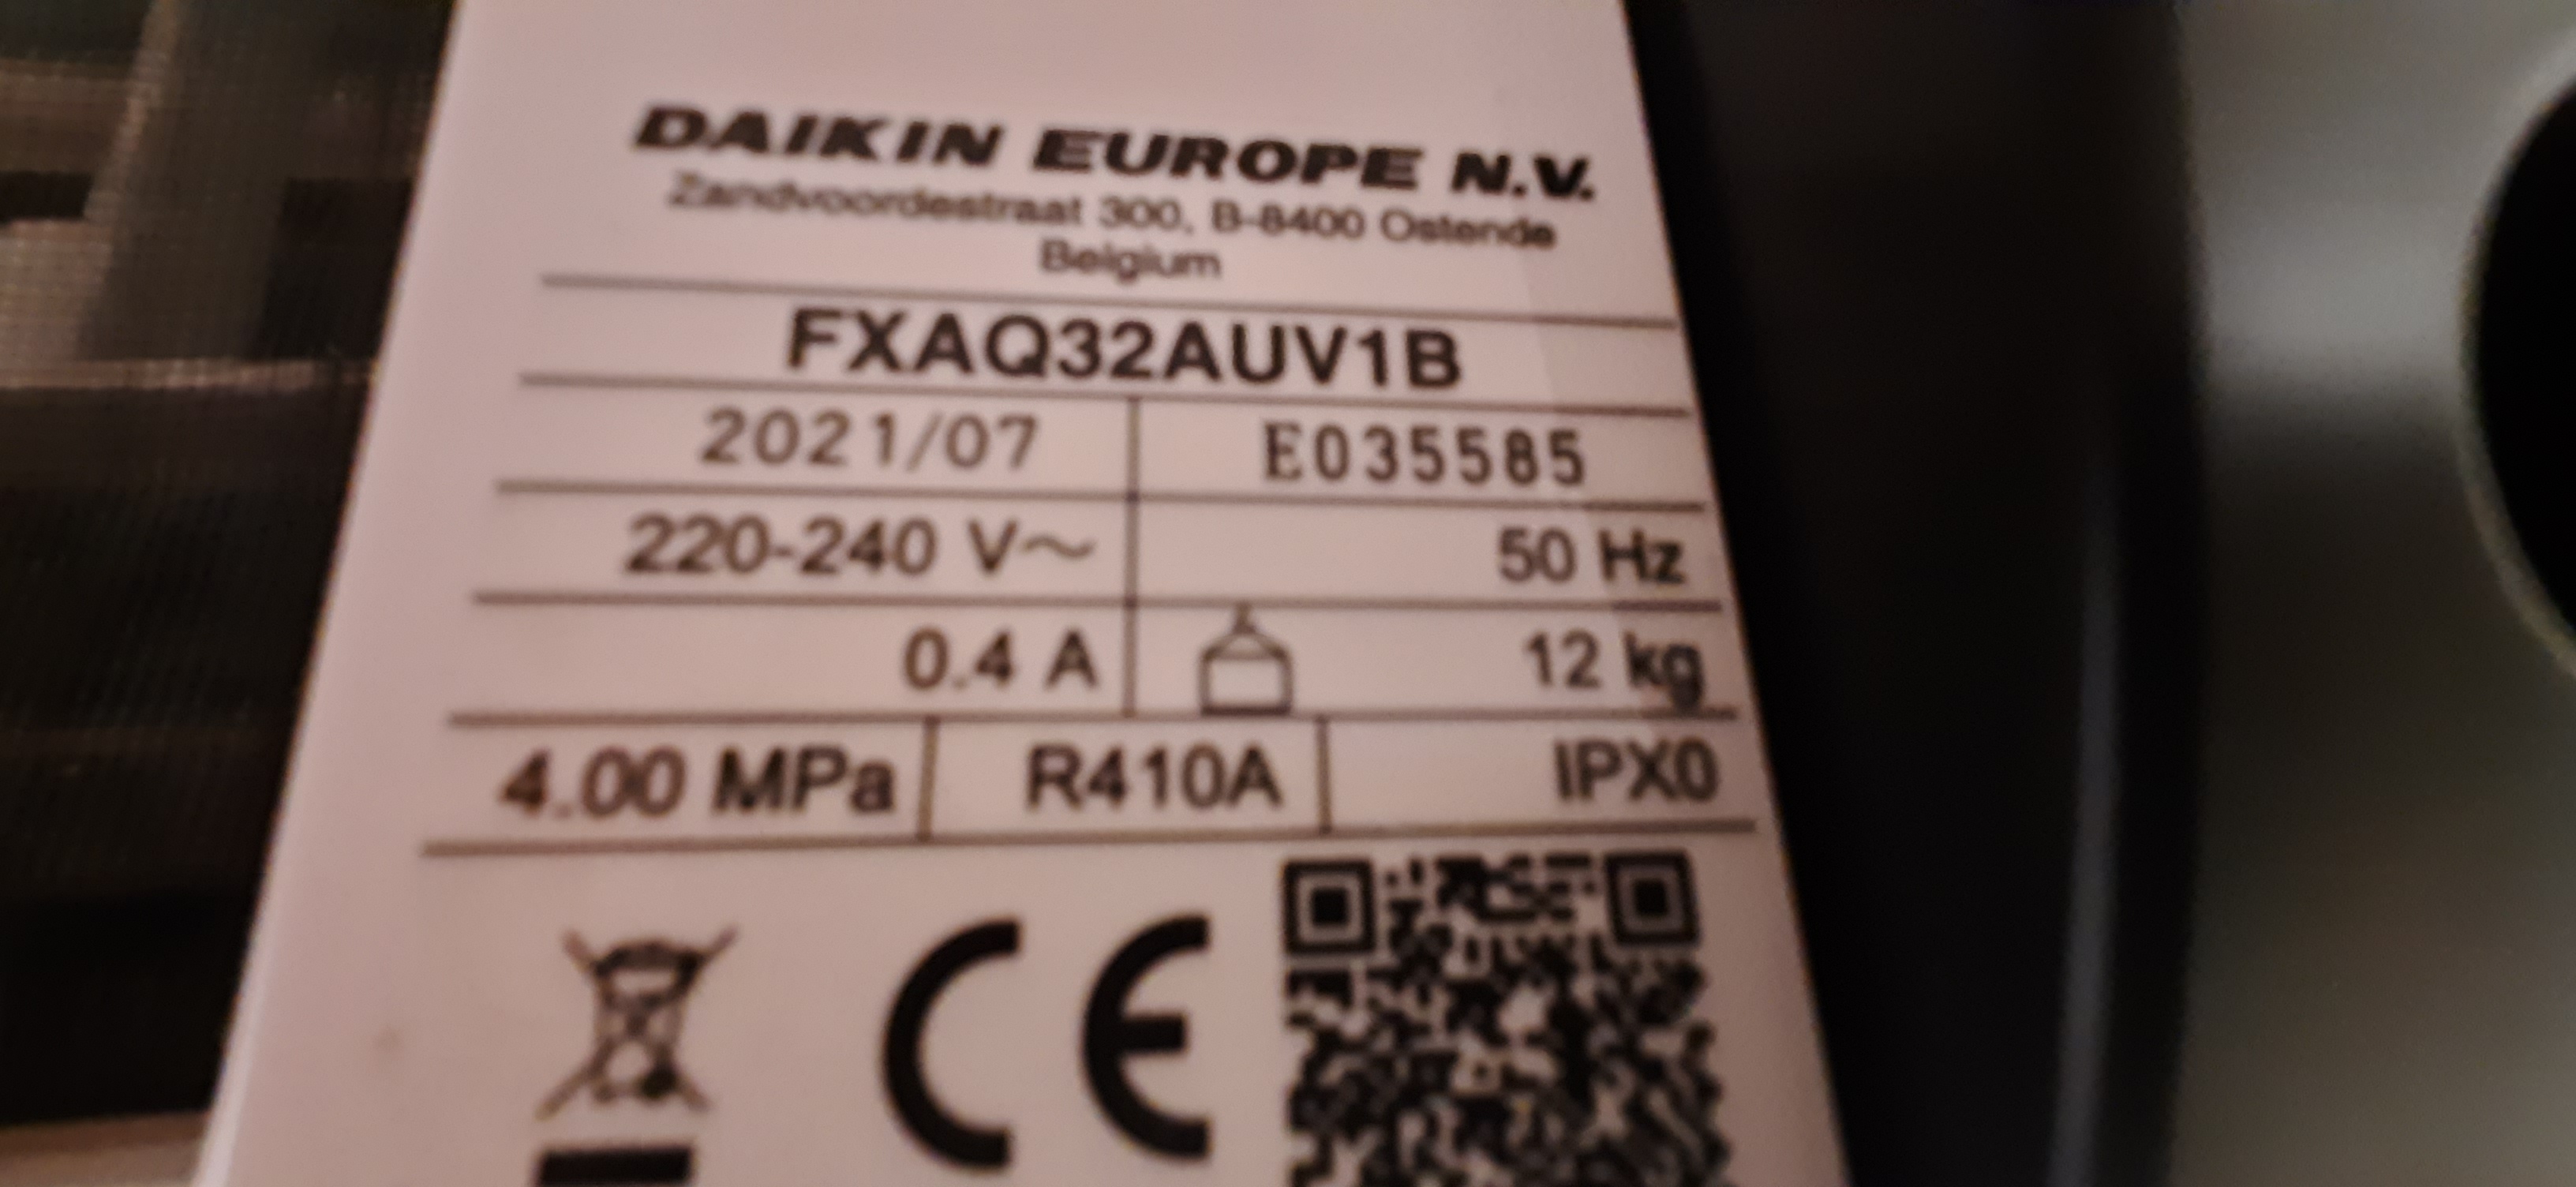 DAIKIN EUROPE N.V.
Zandvoordestraat 300, B-8400 Ostende
Belgium
FXAQ32AUV1B
2021/07 E035585
220-240 V~ 50 Hz
0.4 A 12 kg
4.00 MPa R410A IPX0
CE